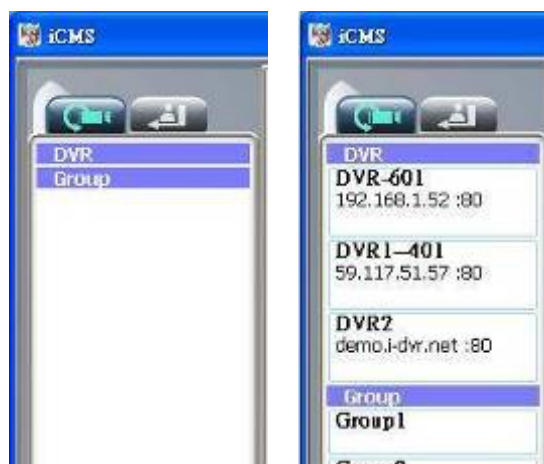 iCMS
DVR
Group
iCMS
DVR
DVR-601
192.168.1.52 :80
DVR1-401
59.117.51.57 :80
DVR2
demo.i-dvr.net :80
Group
Group1